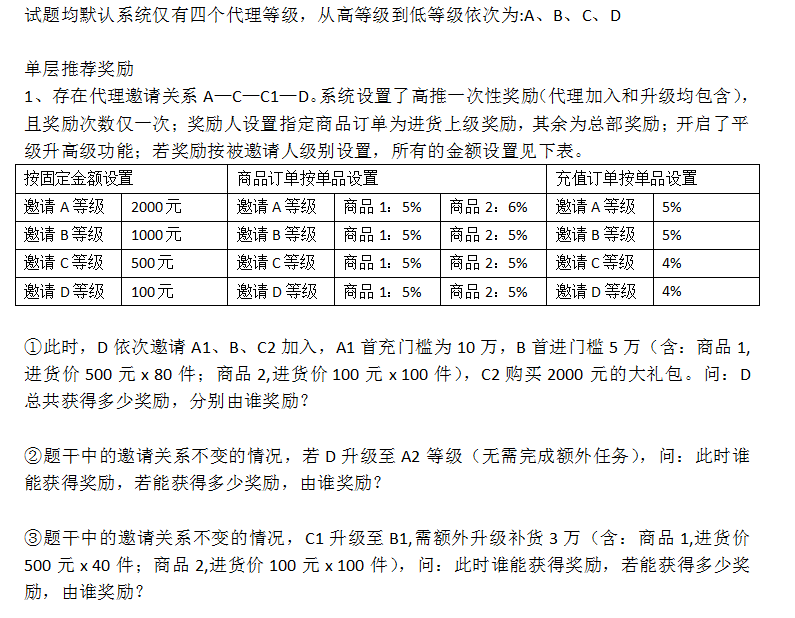 试题均默认系统仅有四个代理等级，从高等级到低等级依次为:A、B、C、D
单层推荐奖励
1、存在代理邀请关系 A—C—C1—D。系统设置了高推一次性奖励（代理加入和升级均包含），
且奖励次数仅一次；奖励人设置指定商品订单为进货上级奖励，其余为总部奖励；开启了平
级升高级功能；若奖励按被邀请人级别设置，所有的金额设置见下表。
按固定金额设置 商品订单按单品设置 充值订单按单品设置
邀请 A 等级 2000 元 邀请 A 等级 商品 1：5% 商品 2：6% 邀请 A 等级 5%
邀请 B 等级 1000 元 邀请 B 等级 商品 1：5% 商品 2：5% 邀请 B 等级 5%
邀请 C 等级 500 元 邀请 C 等级 商品 1：5% 商品 2：5% 邀请 C 等级 4%
邀请 D 等级 100 元 邀请 D 等级 商品 1：5% 商品 2：5% 邀请 D 等级 4%
①此时，D 依次邀请 A1、B、C2 加入，A1 首充门槛为 10 万，B 首进门槛 5 万（含：商品 1,
进货价 500 元 x 80 件；商品 2,进货价 100 元 x 100 件），C2 购买 2000 元的大礼包。问：D
总共获得多少奖励，分别由谁奖励？
②题干中的邀请关系不变的情况，若 D 升级至 A2 等级（无需完成额外任务），问：此时谁
能获得奖励，若能获得多少奖励，由谁奖励？
③题干中的邀请关系不变的情况，C1 升级至 B1,需额外升级补货 3 万（含：商品 1,进货价
500 元 x 40 件；商品 2,进货价 100 元 x 100 件），问：此时谁能获得奖励，若能获得多少奖
励，由谁奖励？